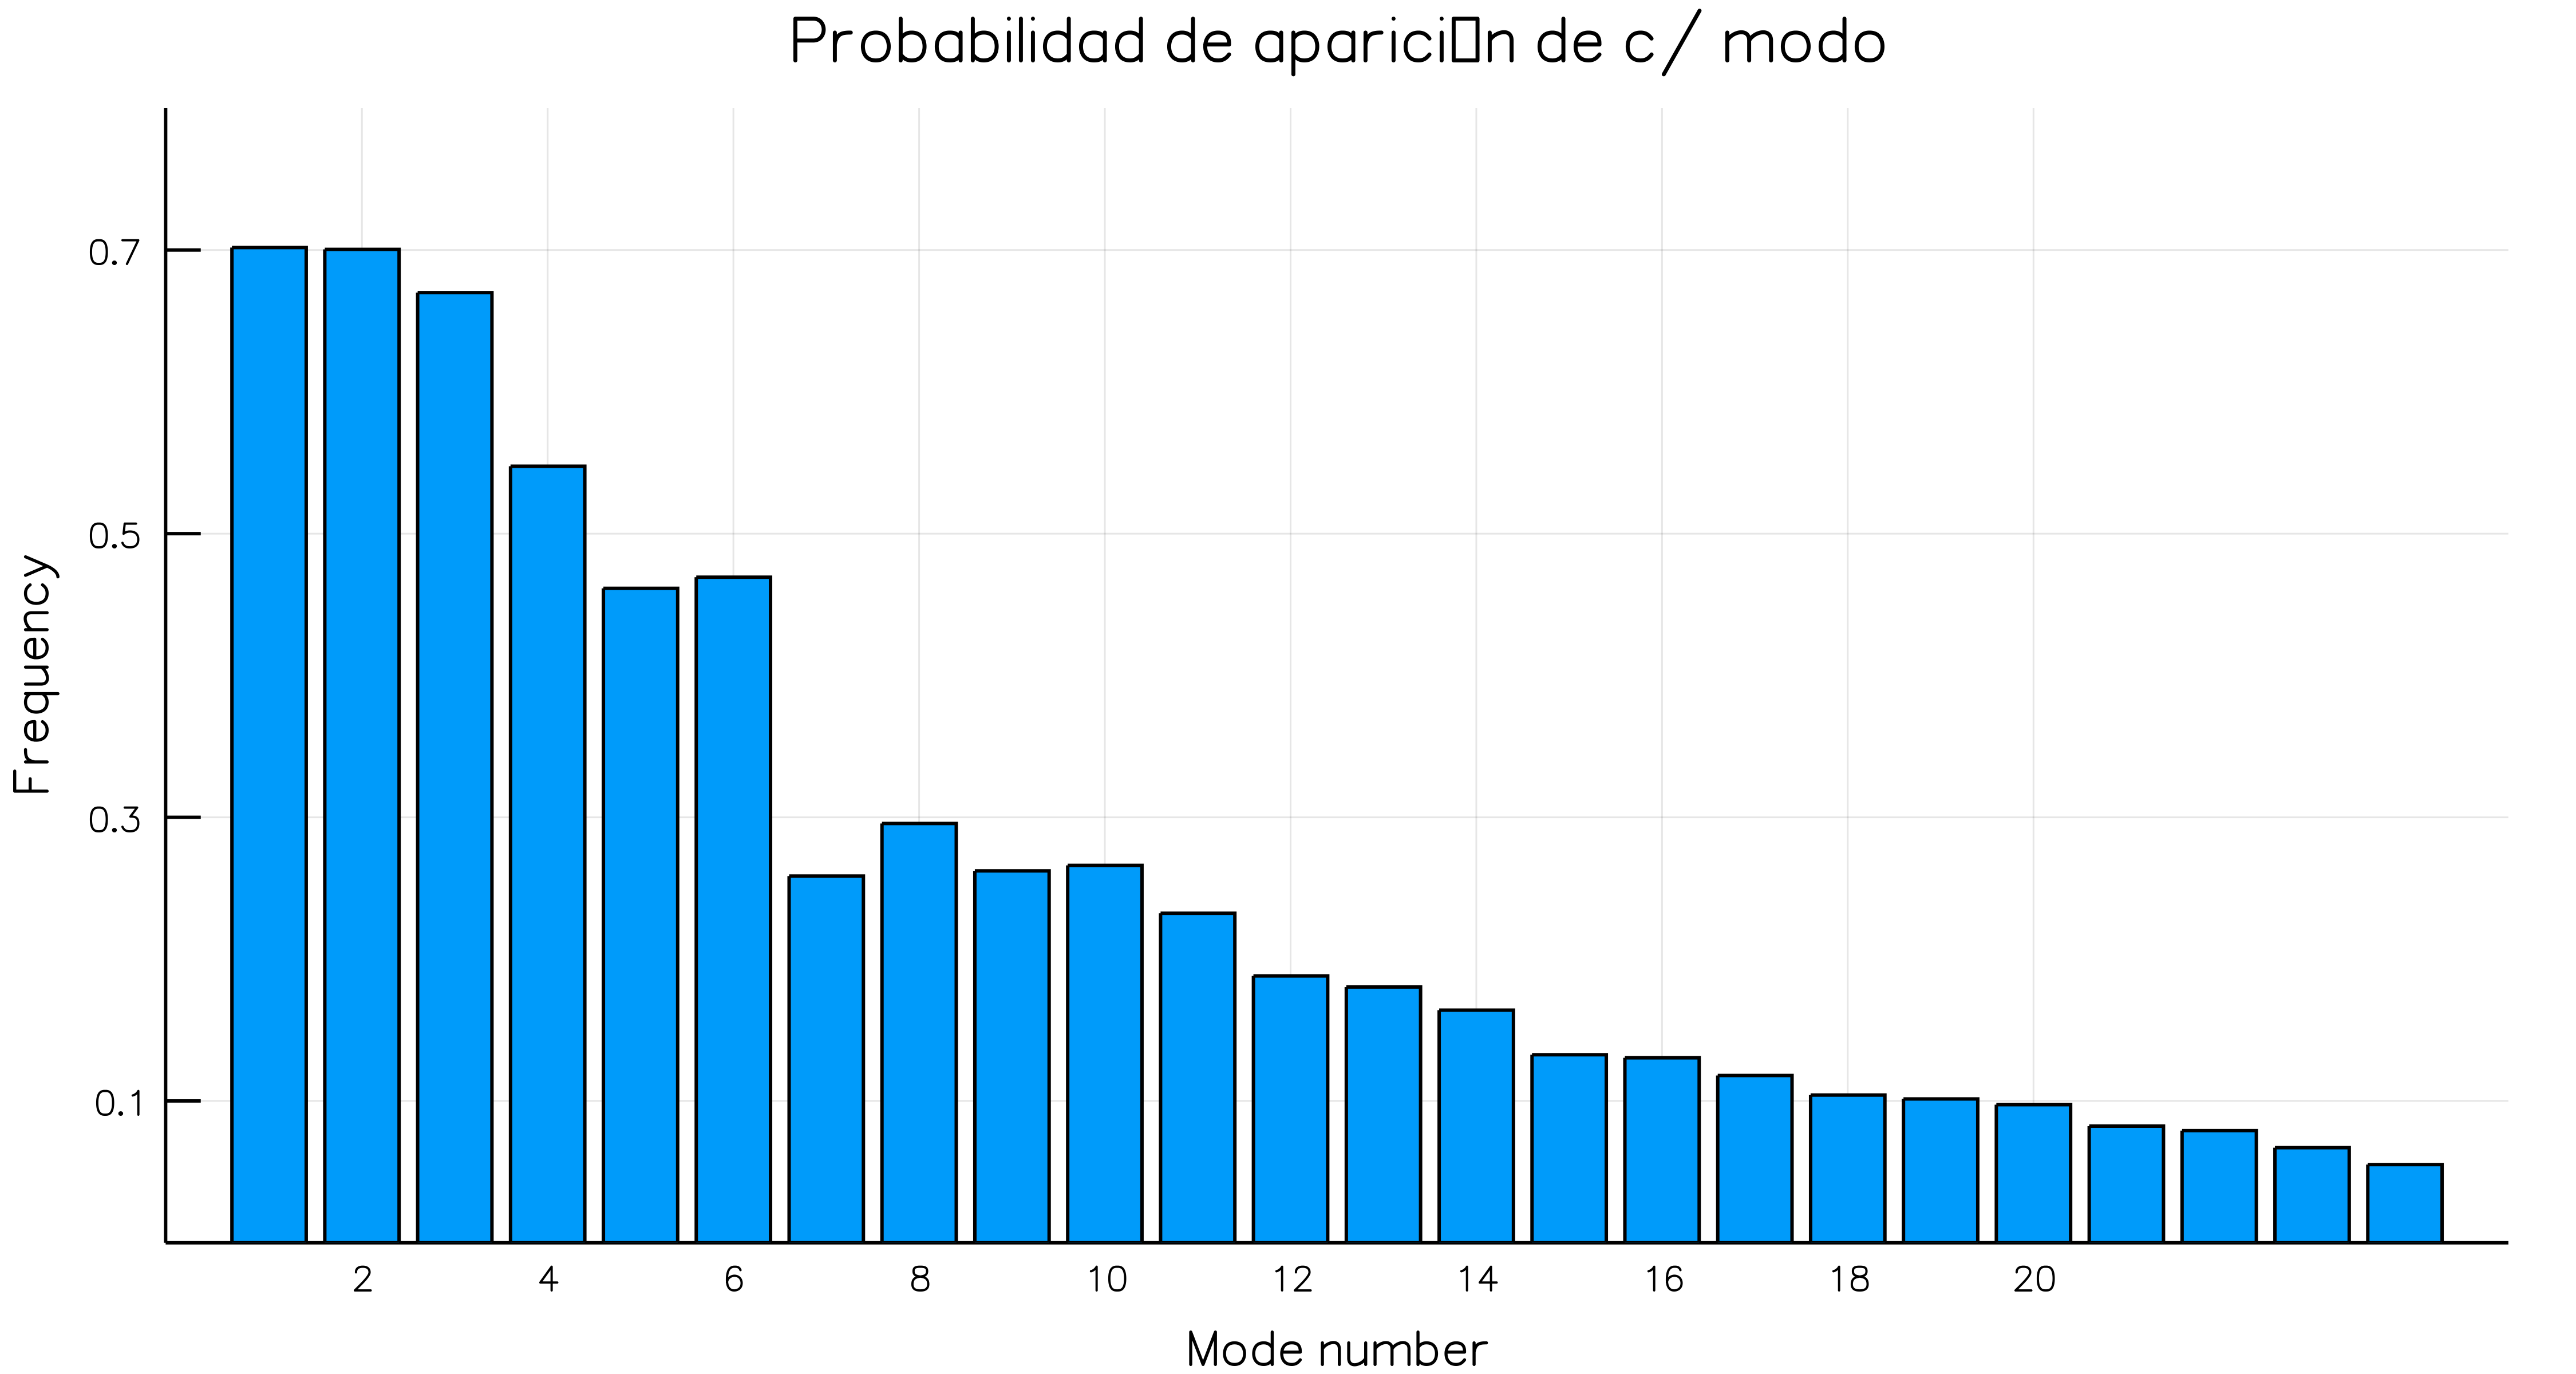 Probabilidad de aparici▯n de c/ modo
0.7
0.5
0.3
0.1
Frequency
2 4 6 8 10 12 14 16 18 20
Mode number